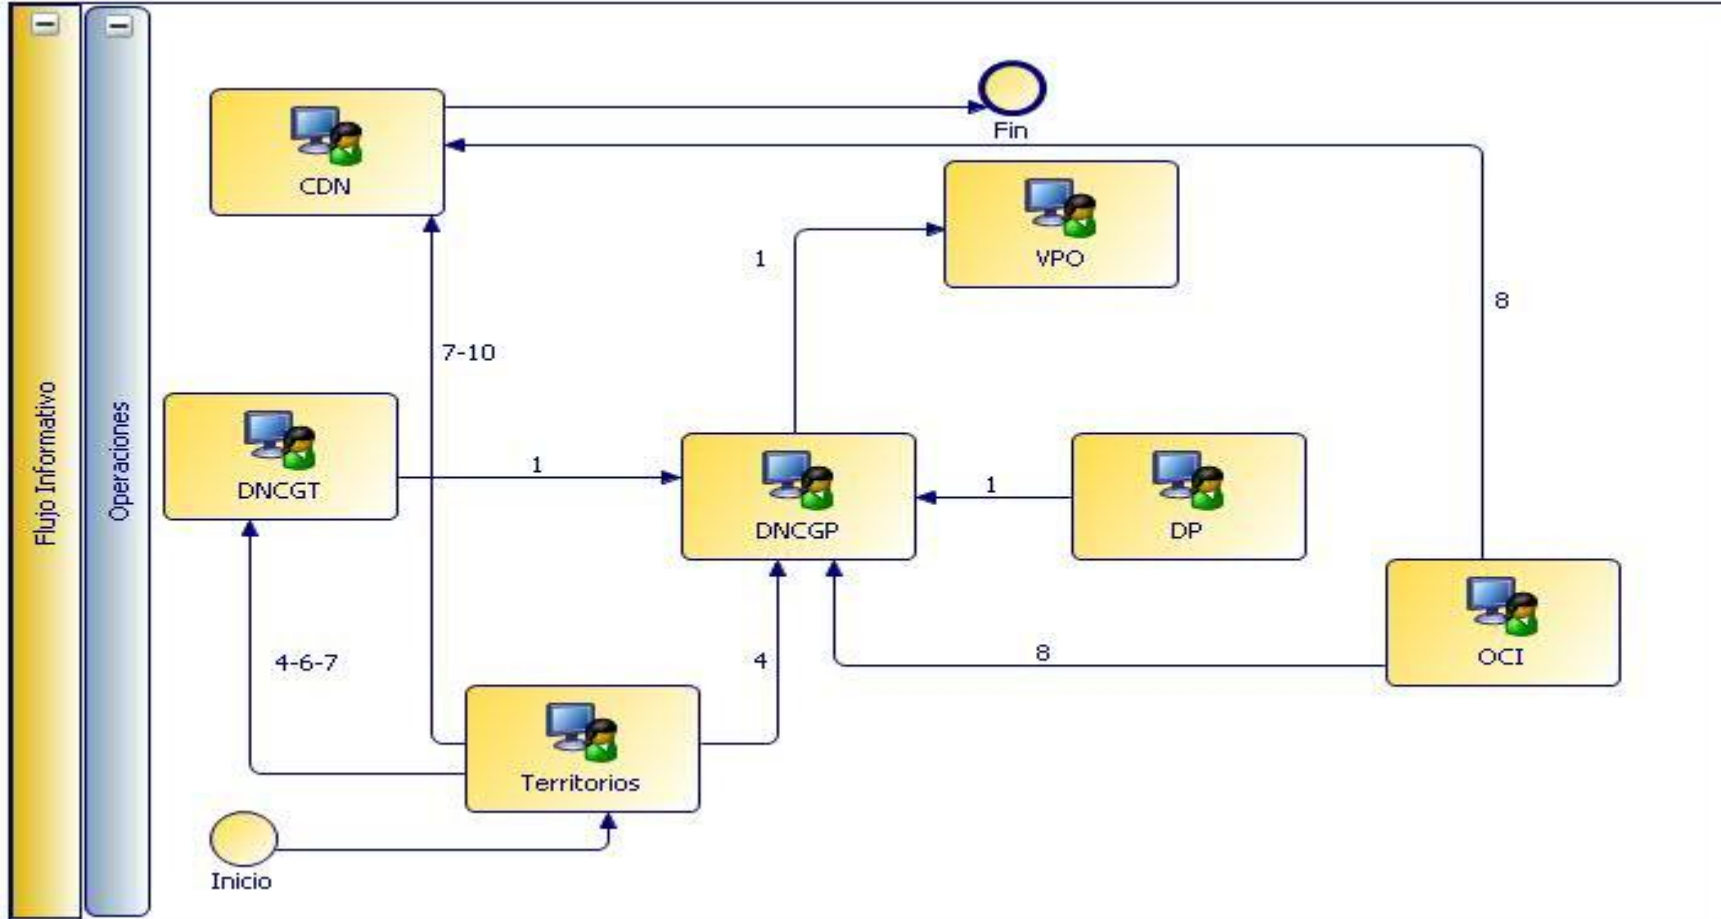 Flujo Informativo
Operaciones
CDN
Fin
VPO
1
8
7-10
DNCGT
1
DNCGP
1
DP
4-6-7
4
8
OCI
Territorios
Inicio